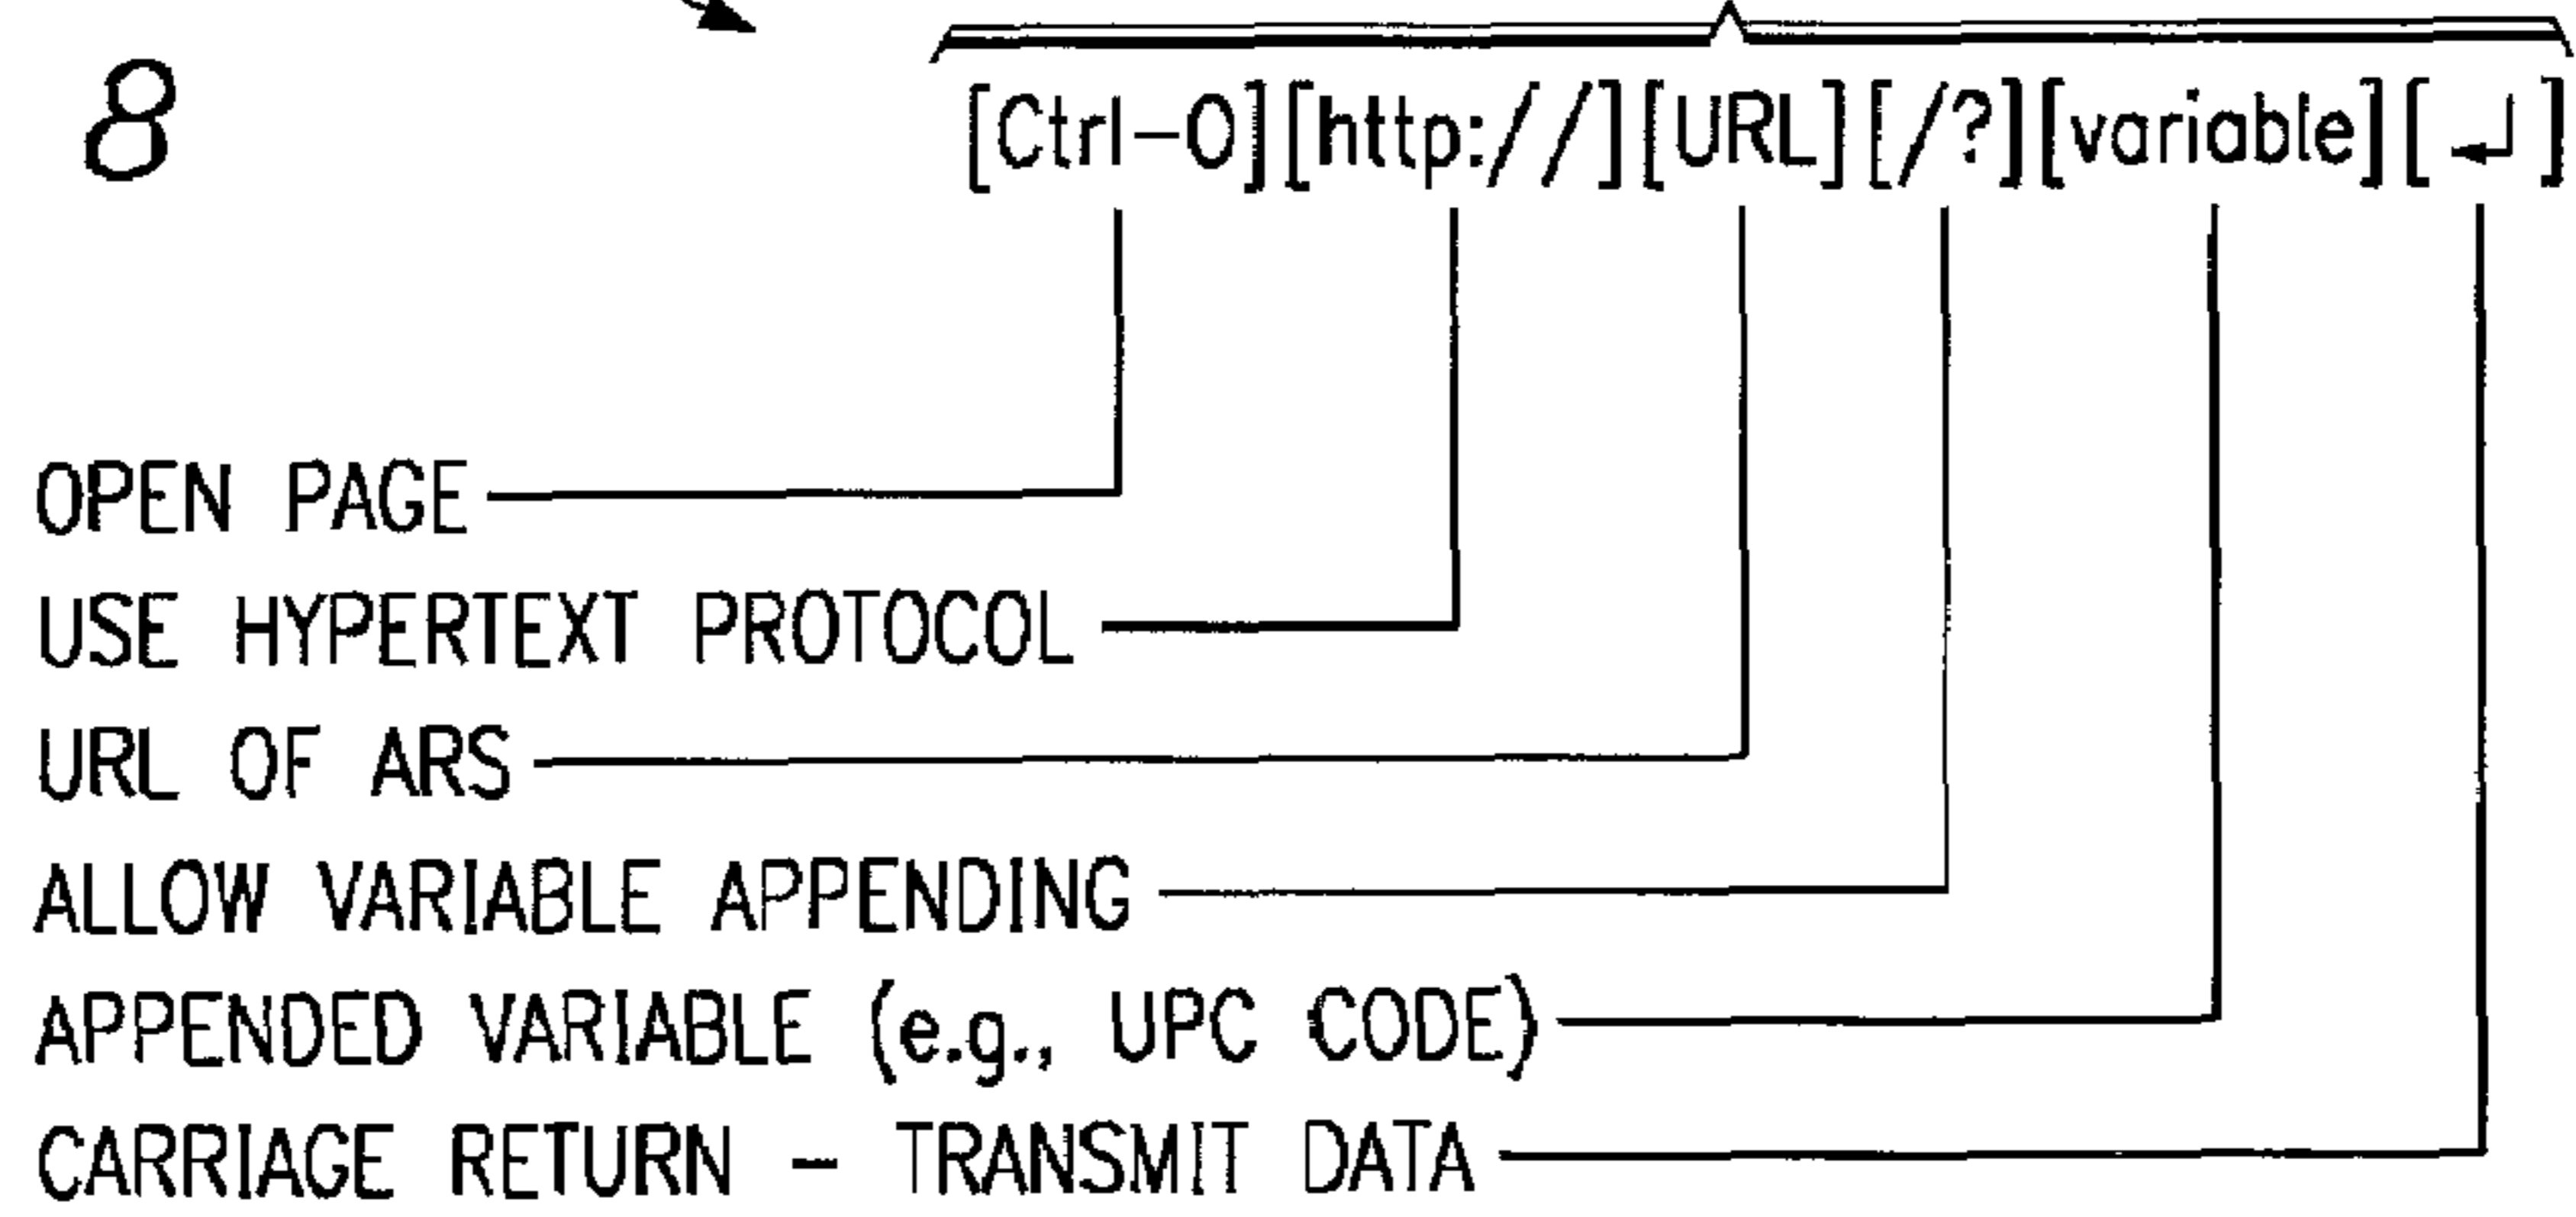 8
[Ctrl-O][http://][URL][/?][variable][↵]
OPEN PAGE
USE HYPERTEXT PROTOCOL
URL OF ARS
ALLOW VARIABLE APPENDING
APPENDED VARIABLE (e.g., UPC CODE)
CARRIAGE RETURN - TRANSMIT DATA